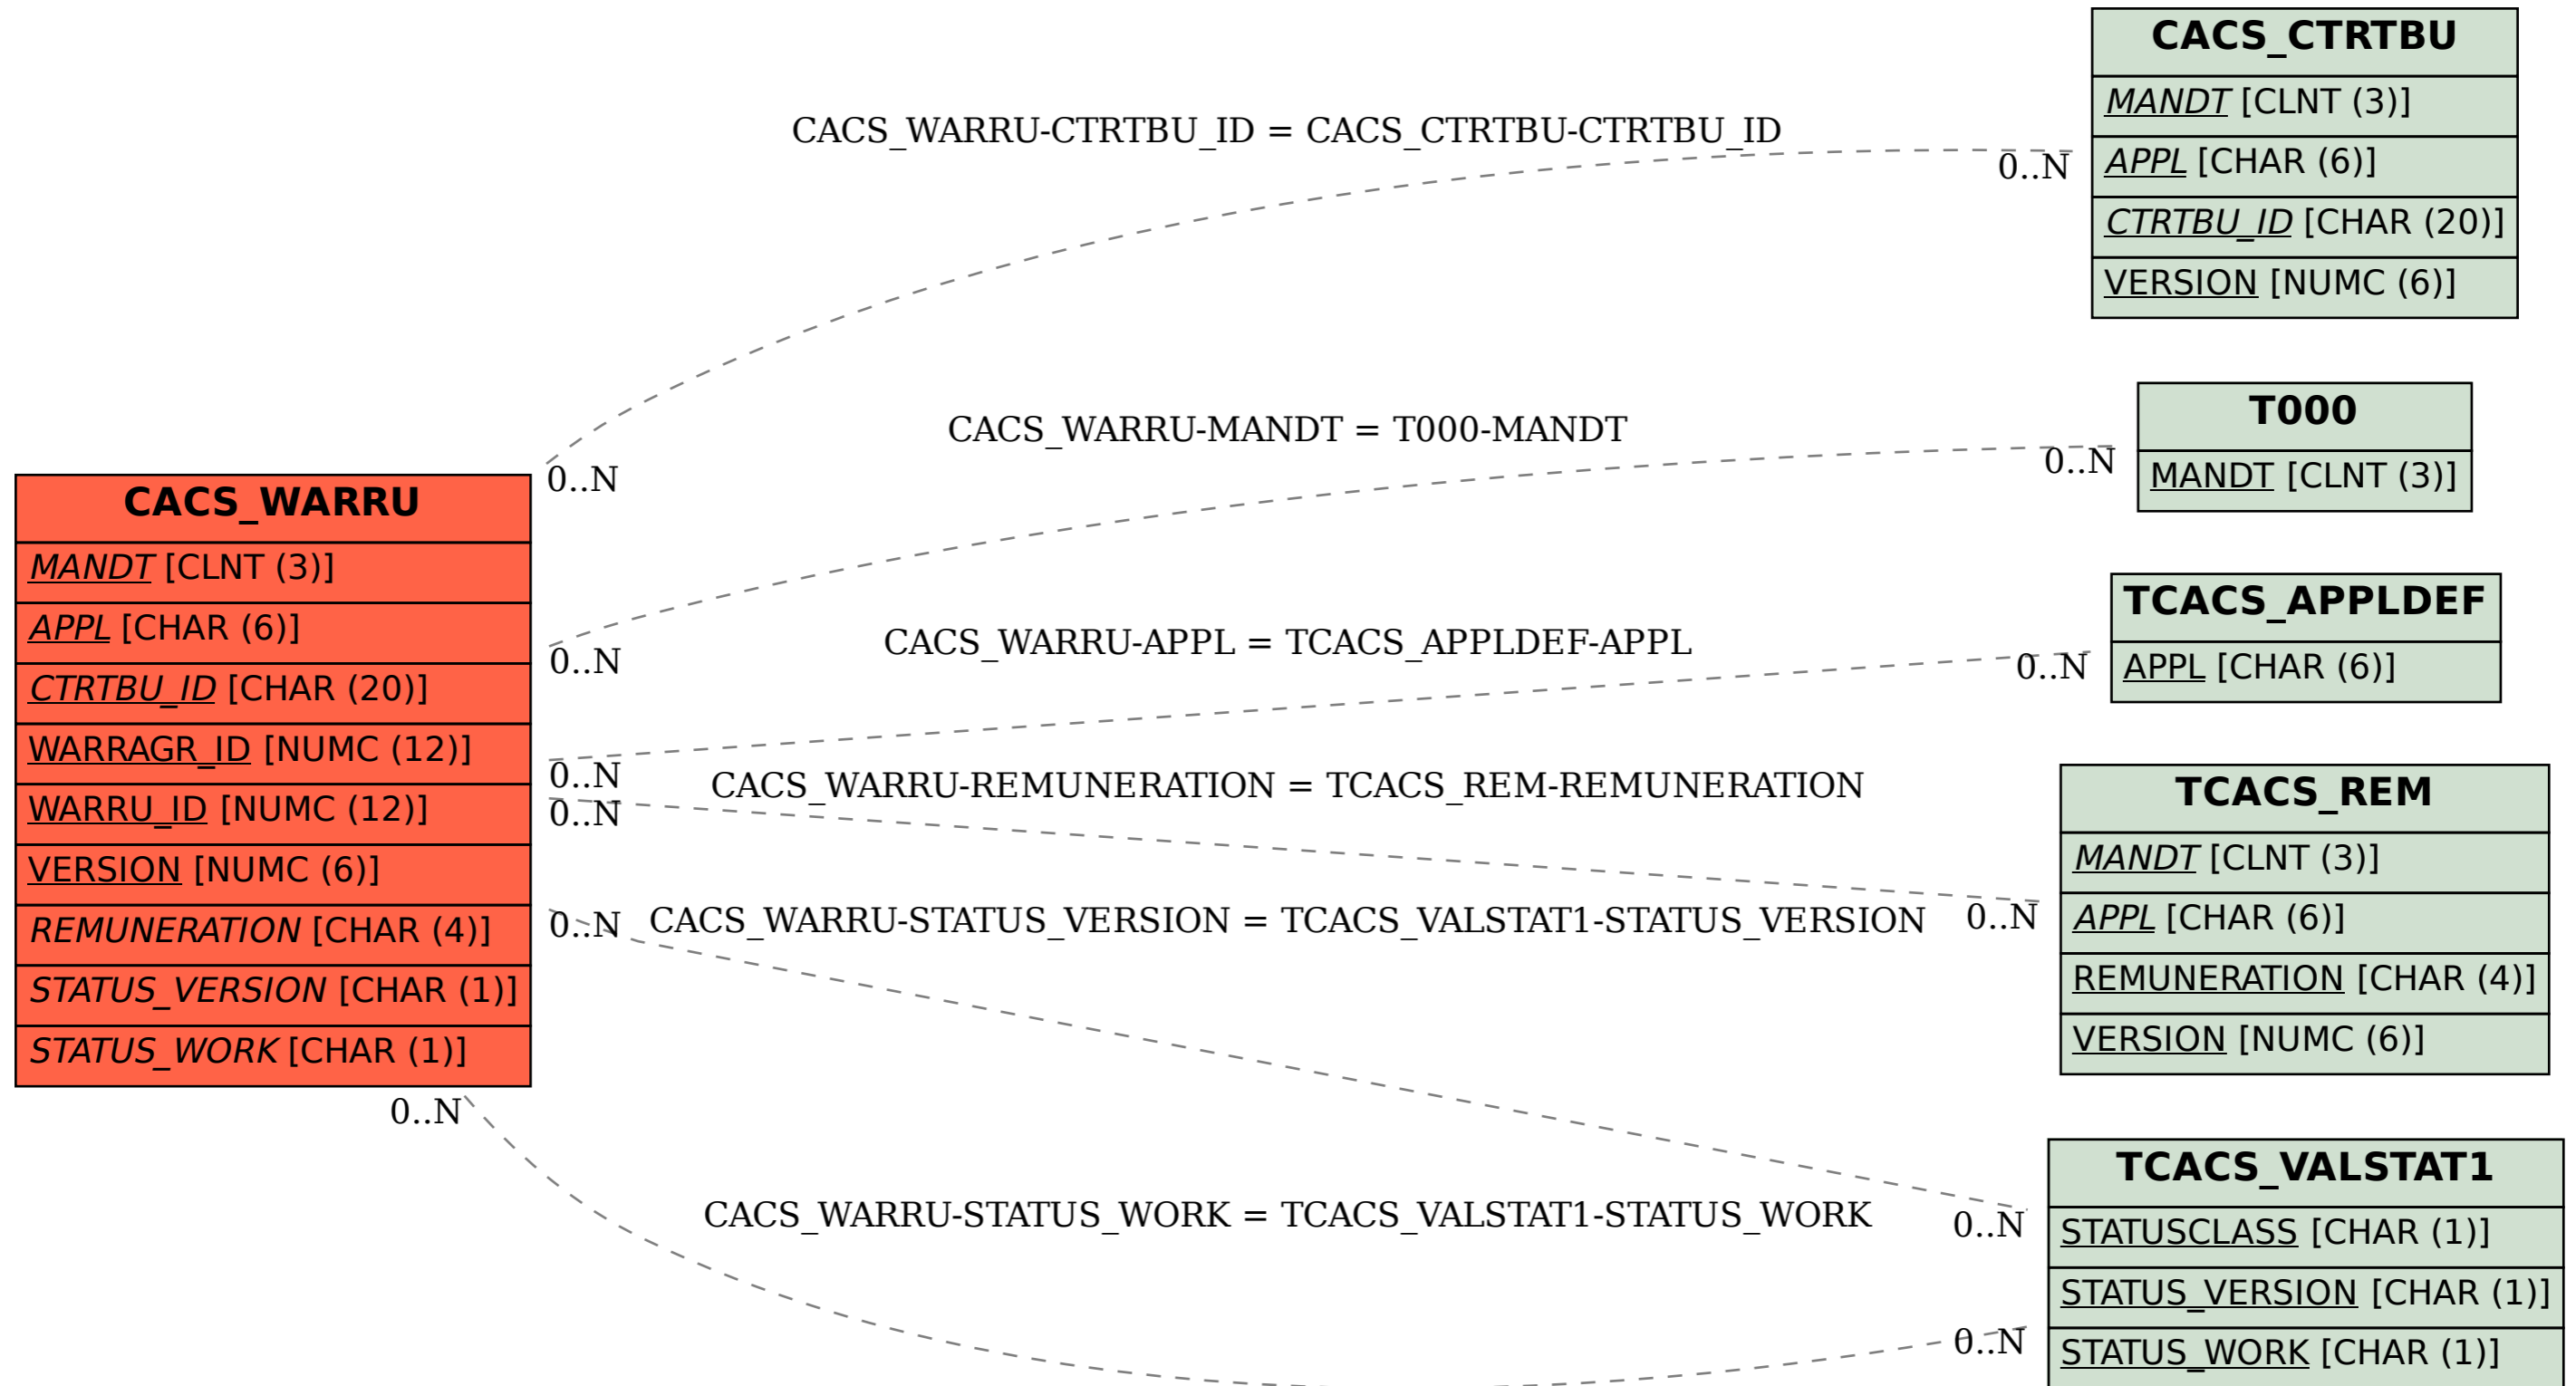 CACS_CTRTBU
MANDT [CLNT (3)]
APPL [CHAR (6)]
CTRTBU_ID [CHAR (20)]
VERSION [NUMC (6)]
CACS_WARRU-CTRTBU_ID = CACS_CTRTBU-CTRTBU_ID
0..N
0..N
T000
MANDT [CLNT (3)]
CACS_WARRU-MANDT = T000-MANDT
0..N
0..N
CACS_WARRU
MANDT [CLNT (3)]
APPL [CHAR (6)]
CTRTBU_ID [CHAR (20)]
WARRAGR_ID [NUMC (12)]
WARRU_ID [NUMC (12)]
VERSION [NUMC (6)]
REMUNERATION [CHAR (4)]
STATUS_VERSION [CHAR (1)]
STATUS_WORK [CHAR (1)]
TCACS_APPLDEF
APPL [CHAR (6)]
CACS_WARRU-APPL = TCACS_APPLDEF-APPL
0..N
0..N
CACS_WARRU-REMUNERATION = TCACS_REM-REMUNERATION
0..N
0..N
TCACS_REM
MANDT [CLNT (3)]
APPL [CHAR (6)]
REMUNERATION [CHAR (4)]
VERSION [NUMC (6)]
CACS_WARRU-STATUS_VERSION = TCACS_VALSTAT1-STATUS_VERSION
0..N
0..N
CACS_WARRU-STATUS_WORK = TCACS_VALSTAT1-STATUS_WORK
0..N
0..N
TCACS_VALSTAT1
STATUSCLASS [CHAR (1)]
STATUS_VERSION [CHAR (1)]
STATUS_WORK [CHAR (1)]